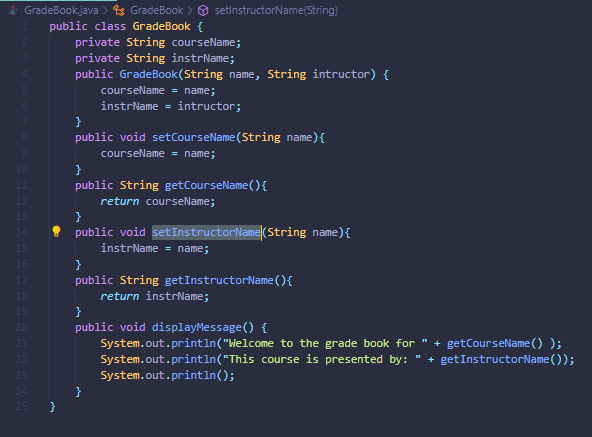 GradeBook.java > GradeBook > setInstructorName(String)
1 public class GradeBook {
2     private String courseName;
3     private String instrName;
4     public GradeBook(String name, String intructor) {
5         courseName = name;
6         instrName = intructor;
7     }
8     public void setCourseName(String name){
9         courseName = name;
10     }
11     public String getCourseName(){
12         return courseName;
13     }
14     public void setInstructorName(String name){
15         instrName = name;
16     }
17     public String getInstructorName(){
18         return instrName;
19     }
20     public void displayMessage() {
21         System.out.println("Welcome to the grade book for " + getCourseName() );
22         System.out.println("This course is presented by: " + getInstructorName());
23         System.out.println();
24     }
25 }